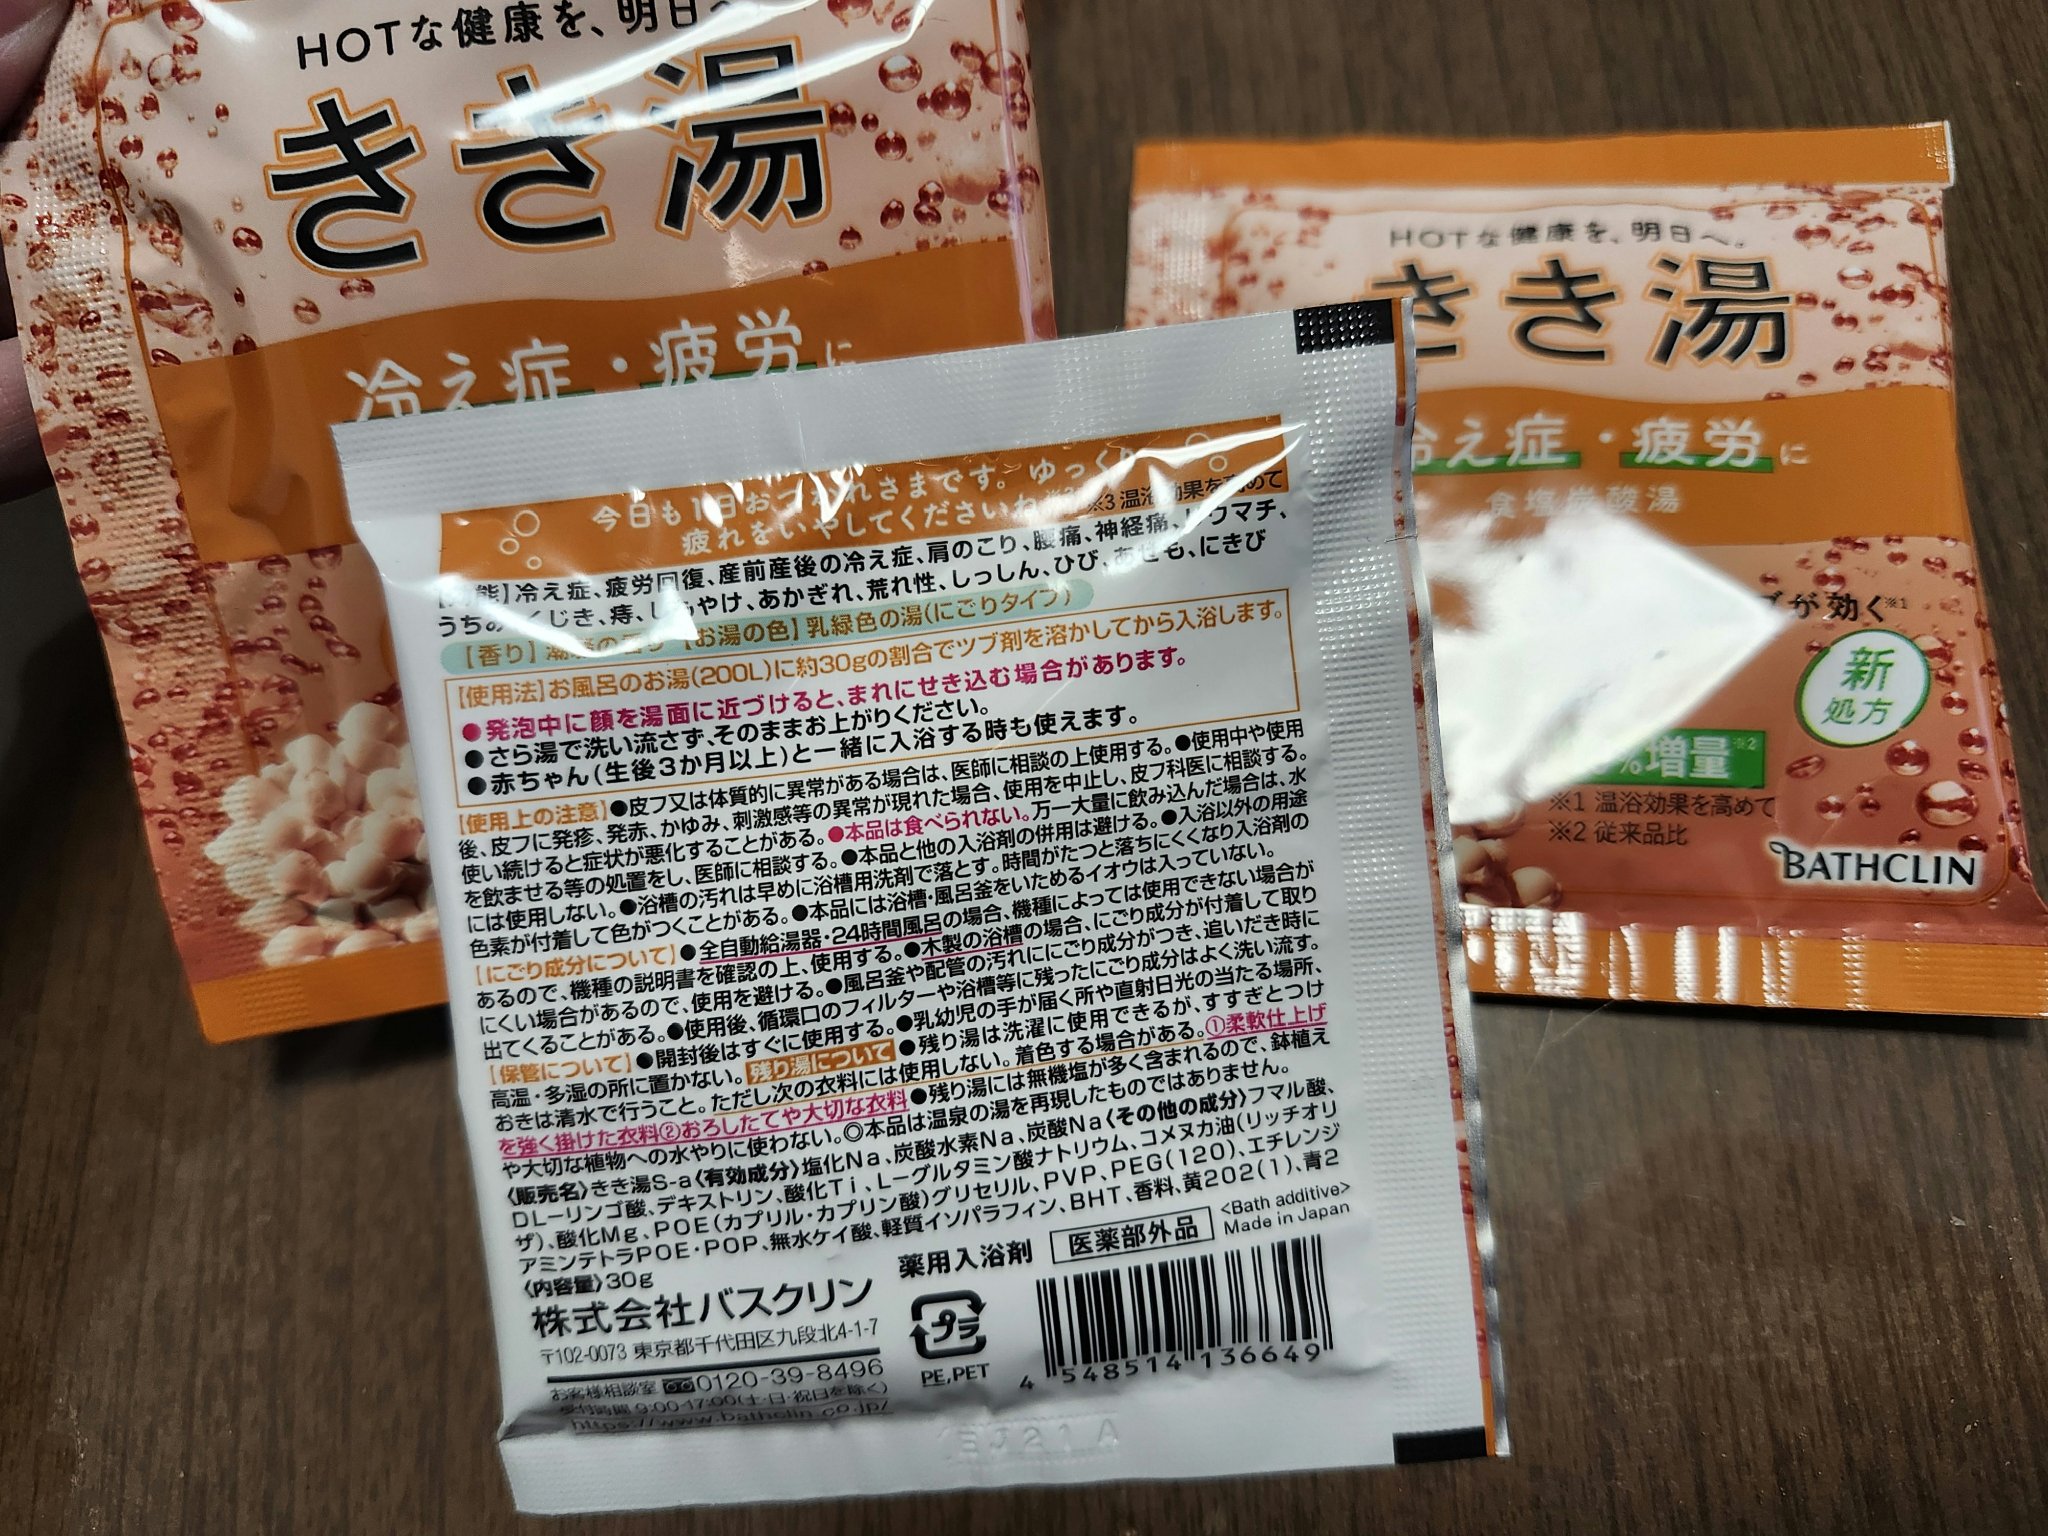 HOTな健康を、明日へ。
きき湯
冷え症・疲労に
HOTな健康を、明日へ。
きき湯
冷え症・疲労に
食塩 酸湯
が効く※1
新
処方
%増量※2
※1 温浴効果を高めて
※2 従来品比
BATHCLIN
今日も1日おつかれさまです。ゆっくり
疲れをいやしてくださいね ※3 温浴効果を高めて
能】冷え症、疲労回復、産前産後の冷え症、肩のこり、腰痛、神経痛、リウマチ、
うちみ、くじき、痔、しもやけ、あかぎれ、荒れ性、しっしん、ひび、あせも、にきび
【香り】 の香り 【お湯の色】乳緑色の湯(にごりタイプ)
【使用法】お風呂のお湯(200L)に約30gの割合でツブ剤を溶かしてから入浴します。
●発泡中に顔を湯面に近づけると、まれにせき込む場合があります。
●さら湯で洗い流さず、そのままお上がりください。
●赤ちゃん(生後3か月以上)と一緒に入浴する時も使えます。
【使用上の注意】●皮フ又は体質的に異常がある場合は、医師に相談の上使用する。●使用中や使用
後、皮フに発疹、発赤、かゆみ、刺激感等の異常が現れた場合、使用を中止し、皮フ科医に相談する。
使い続けると症状が悪化することがある。●本品は食べられない。万一大量に飲み込んだ場合は、水
を飲ませる等の処置をし、医師に相談する。●本品と他の入浴剤の併用は避ける。●入浴以外の用途
には使用しない。●浴槽の汚れは早めに浴槽用洗剤で落とす。時間がたつと落ちにくくなり入浴剤の
色素が付着して色がつくことがある。●本品には浴槽・風呂釜をいためるイオウは入っていない。
【にごり成分について】●全自動給湯器・24時間風呂の場合、機種によっては使用できない場合が
あるので、機種の説明書を確認の上、使用する。●木製の浴槽の場合、にごり成分が付着して取り
にくい場合があるので、使用を避ける。●風呂釜や配管の汚れににごり成分がつき、追いだき時に
出てくることがある。●使用後、循環口のフィルターや浴槽等に残ったにごり成分はよく洗い流す。
【保管について】●開封後はすぐに使用する。●乳幼児の手が届く所や直射日光の当たる場所、
高温・多湿の所に置かない。残り湯について●残り湯は洗濯に使用できるが、すすぎとつけ
おきは清水で行うこと。ただし次の衣料には使用しない。着色する場合がある。①柔軟仕上げ
を強く掛けた衣料②おろしたてや大切な衣料●残り湯には無機塩が多く含まれるので、鉢植え
や大切な植物への水やりに使わない。◎本品は温泉の湯を再現したものではありません。
〈販売名〉きき湯S-a〈有効成分〉塩化Na、炭酸水素Na、炭酸Na〈その他の成分〉フマル酸、
DL-リンゴ酸、デキストリン、酸化Ti、L-グルタミン酸ナトリウム、コメヌカ油(リッチオリ
ザ)、酸化Mg、POE(カプリル・カプリン酸)グリセリル、PVP、PEG(120)、エチレンジ
アミンテトラPOE・POP、無水ケイ酸、軽質イソパラフィン、BHT、香料、黄202(1)、青2
〈内容量〉30g
薬用入浴剤 医薬部外品 <Bath additive>
Made in Japan
株式会社バスクリン
〒102-0073 東京都千代田区九段北4-1-7
お客様相談室 0120-39-8496
受付時間 9:00-17:00(土・日・祝日を除く)
https://www.bathclin.co.jp/
プラ
PE,PET
4 548514 136649